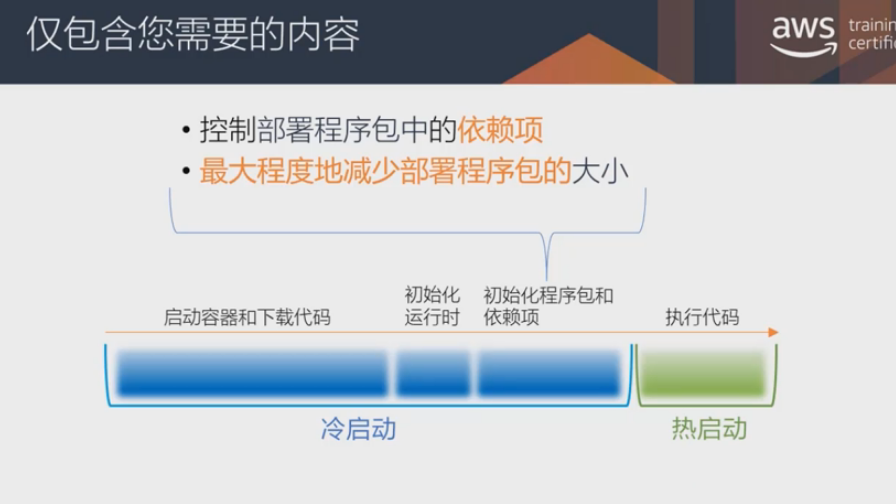 仅包含您需要的内容
aws
• 控制部署程序包中的依赖项
• 最大程度地减少部署程序包的大小
启动容器和下载代码
初始化
运行时
初始化程序包和
依赖项
执行代码
冷启动
热启动